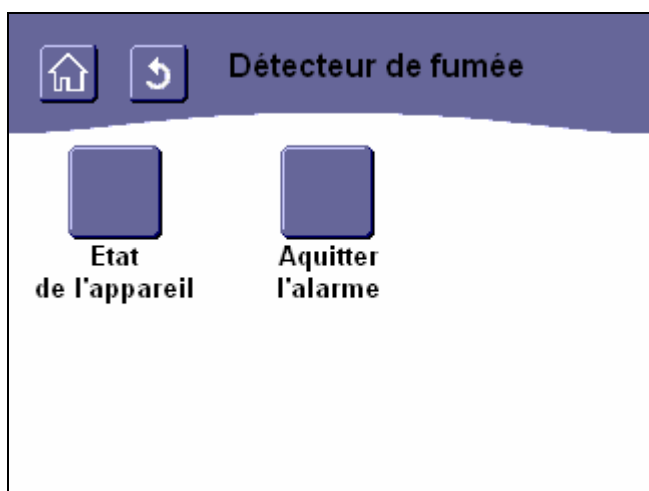 Détecteur de fumée
Etat
de l'appareil
Aquitter
l'alarme